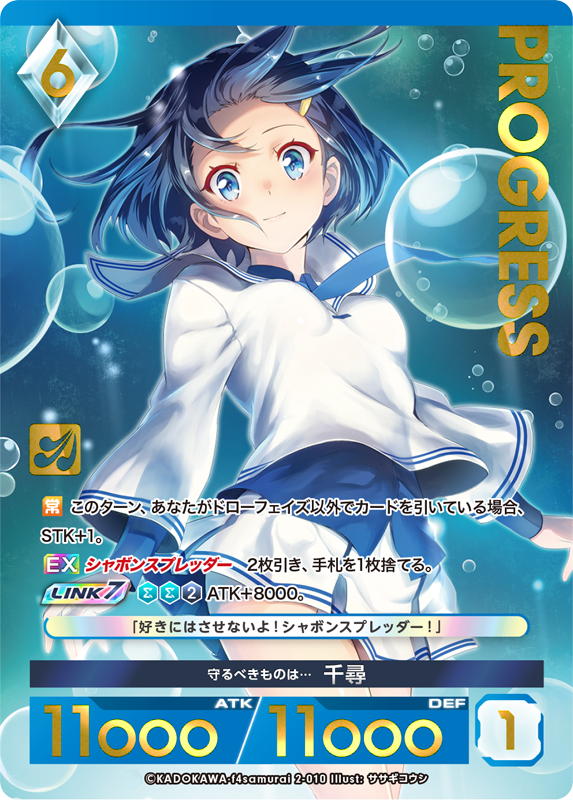 6
PROGRESS
常 このターン、あなたがドローフェイズ以外でカードを引いている場合、
STK+1。
EX シャボンスプレッダー 2枚引き、手札を1枚捨てる。
LINK7 Σ Σ 2 ATK+8000。
「好きにはさせないよ!シャボンスプレッダー!」
守るべきものは… 千尋
ATK DEF
11000 11000 1
©KADOKAWA-f4samurai 2-010 Illust: ササギコウシ